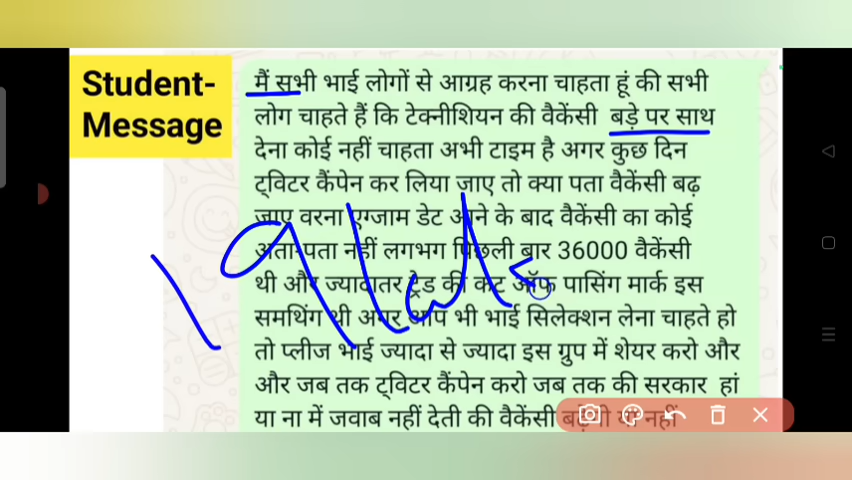 Student-
Message
मैं सभी भाई लोगों से आग्रह करना चाहता हूं की सभी
लोग चाहते हैं कि टेक्नीशियन की वैकेंसी बड़े पर साथ
देना कोई नहीं चाहता अभी टाइम है अगर कुछ दिन
ट्विटर कैंपेन कर लिया जाए तो क्या पता वैकेंसी बढ़
जाए वरना एग्जाम डेट आने के बाद वैकेंसी का कोई
अता-पता नहीं लगभग पिछली बार 36000 वैकेंसी
थी और ज्यादातर ट्रेड की कट ऑफ पासिंग मार्क इस
समथिंग थी अगर आप भी भाई सिलेक्शन लेना चाहते हो
तो प्लीज भाई ज्यादा से ज्यादा इस ग्रुप में शेयर करो और
और जब तक ट्विटर कैंपेन करो जब तक की सरकार हां
या ना में जवाब नहीं देती की वैकेंसी नहीं